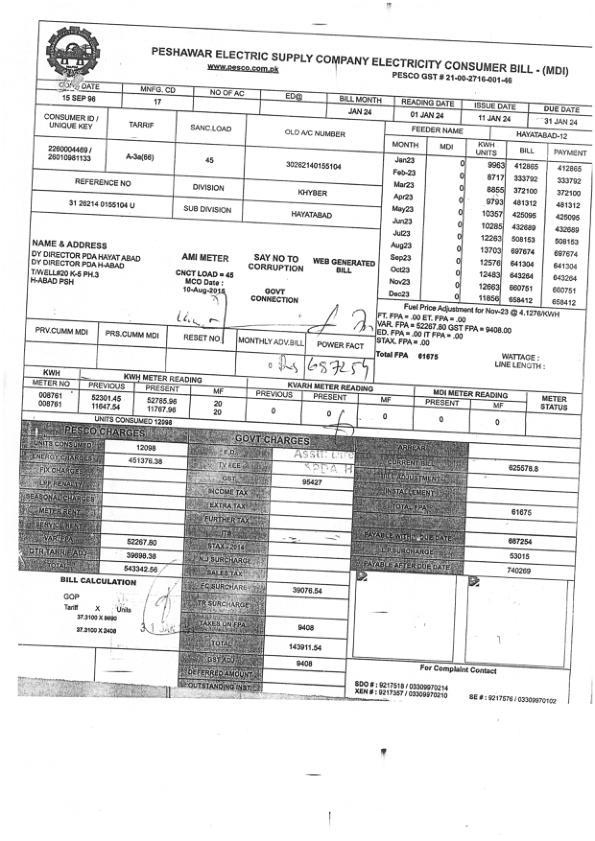 PESHAWAR ELECTRIC SUPPLY COMPANY ELECTRICITY CONSUMER BILL - (MDI)
www.pesco.com.pk
PESCO GST # 21-00-2716-001-46
CONN DATE MNFG. CD NO OF AC ED@ BILL MONTH READING DATE ISSUE DATE DUE DATE
15 SEP 96 17 JAN 24 01 JAN 24 11 JAN 24 31 JAN 24
CONSUMER ID / UNIQUE KEY TARRIF SANC.LOAD OLD A/C NUMBER
2260004469 / 26010981133 A-3a(66) 45 30262140155104
REFERENCE NO DIVISION KHYBER
31 26214 0155104 U SUB DIVISION HAYATABAD
FEEDER NAME HAYATABAD-12
MONTH MDI KWH UNITS BILL PAYMENT
Jan23 0 9963 412865 412865
Feb-23 0 8717 333792 333792
Mar23 0 8855 372100 372100
Apr23 0 9793 481312 481312
May23 0 10357 425095 425095
Jun23 0 10285 432689 432689
Jul23 0 12263 508153 508153
Aug23 0 13703 697674 697674
Sep23 0 12576 641304 641304
Oct23 0 12483 643264 643264
Nov23 0 12663 660751 660751
Dec23 0 11856 658412 658412
NAME & ADDRESS
DY DIRECTOR PDA HAYAT ABAD
DY DIRECTOR PDA H-ABAD
T/WELL#20 K-5 PH.3
H-ABAD PSH
AMI METER
CNCT LOAD = 45
MCO Date :
10-Aug-2015
SAY NO TO CORRUPTION
GOVT CONNECTION
WEB GENERATED BILL
Fuel Price Adjustment for Nov-23 @ 4.1276/KWH
FT. FPA = .00 ET. FPA = .00
VAR. FPA = 52267.80 GST FPA = 9408.00
ED. FPA = .00 IT FPA = .00
STAX. FPA = .00
Total FPA 61675
WATTAGE :
LINE LENGTH :
PRV.CUMM MDI PRS.CUMM MDI RESET NO MONTHLY ADV.BILL POWER FACT
0 Rs 687254
KWH KWH METER READING KVARH METER READING MDI METER READING METER STATUS
METER NO PREVIOUS PRESENT MF PREVIOUS PRESENT MF PRESENT MF
008761 52301.45 52785.96 20 0 0 0 0
008761 11647.54 11767.96 20
UNITS CONSUMED 12098
PESCO CHARGES
UNITS CONSUMED 12098
ENERGY CHARGES 451376.38
FIX CHARGES
LPF PENALTY
SEASONAL CHARGES
METER RENT
SERVICE RENT
VAR. FPA 52267.80
QTR TARIFF ADJ 39698.38
TOTAL 543342.56
GOVT CHARGES
E.D.
TV FEE
GST 95427
INCOME TAX
EXTRA TAX
FURTHER TAX
STAX - 2014
N.J SURCHARGE
SALES TAX
FC SURCHARGE 39076.54
TR SURCHARGE
TAXES ON FPA 9408
TOTAL 143911.54
GST ADJ 9408
DEFERRED AMOUNT
OUTSTANDING INST.
ARREAR
CURRENT BILL 625578.8
BILL ADJUSTMENT
INSTALLEMENT
TOTAL FPA 61675
PAYABLE WITHIN DUE DATE 687254
L.P.SURCHARGE 53015
PAYABLE AFTER DUE DATE 740269
BILL CALCULATION
GOP
Tariff X Units
37.3100 X 9690
37.3100 X 2408
For Complaint Contact
SDO # : 9217518 / 03309970214
XEN # : 9217357 / 03309970210
SE # : 9217576 / 03309970102